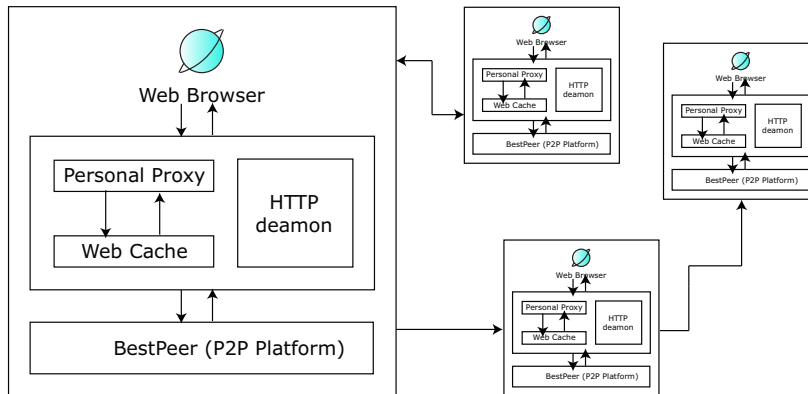 Web Browser
Personal Proxy
Web Cache
HTTP
deamon
BestPeer (P2P Platform)
Web Browser
Personal Proxy
Web Cache
HTTP
deamon
BestPeer (P2P Platform)
Web Browser
Personal Proxy
Web Cache
HTTP
deamon
BestPeer (P2P Platform)
Web Browser
Personal Proxy
Web Cache
HTTP
deamon
BestPeer (P2P Platform)